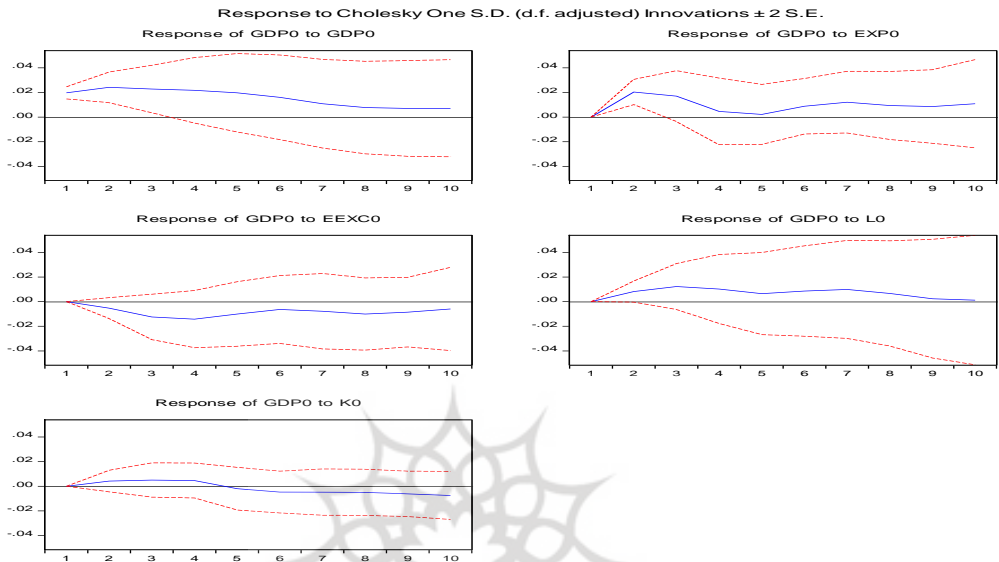 Response to Cholesky One S.D. (d.f. adjusted) Innovations ± 2 S.E.
Response of GDP0 to GDP0
.04
.02
.00
-.02
-.04
1 2 3 4 5 6 7 8 9 10
Response of GDP0 to EXP0
.04
.02
.00
-.02
-.04
1 2 3 4 5 6 7 8 9 10
Response of GDP0 to EEXC0
.04
.02
.00
-.02
-.04
1 2 3 4 5 6 7 8 9 10
Response of GDP0 to L0
.04
.02
.00
-.02
-.04
1 2 3 4 5 6 7 8 9 10
Response of GDP0 to K0
.04
.02
.00
-.02
-.04
1 2 3 4 5 6 7 8 9 10